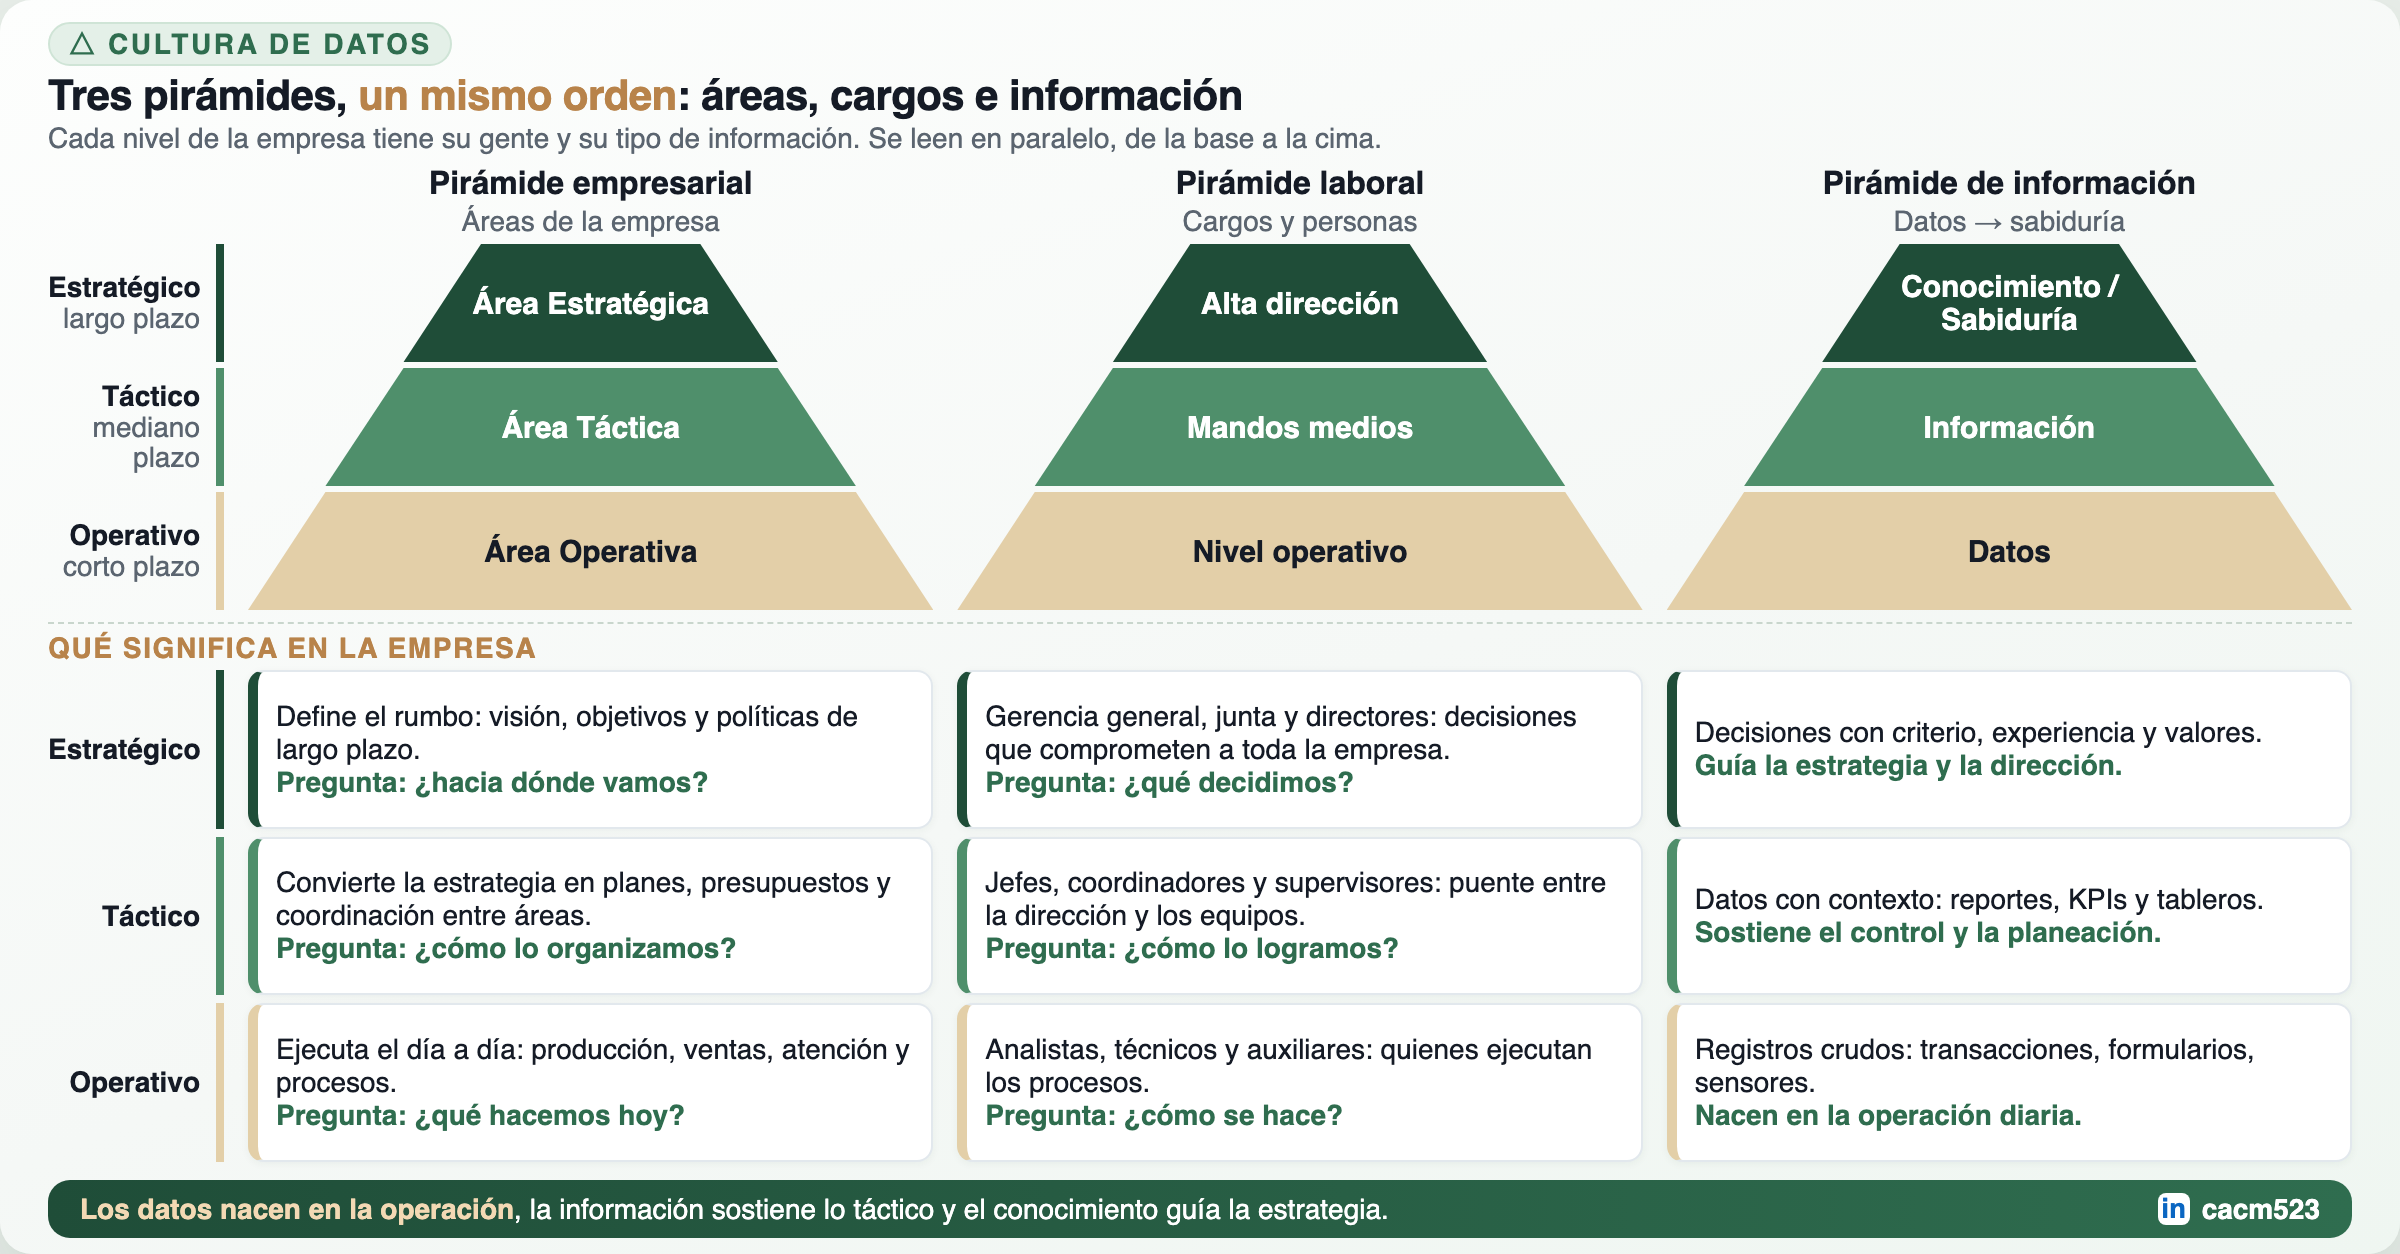 △ CULTURA DE DATOS
Tres pirámides, un mismo orden: áreas, cargos e información
Cada nivel de la empresa tiene su gente y su tipo de información. Se leen en paralelo, de la base a la cima.
Pirámide empresarial
Áreas de la empresa
Pirámide laboral
Cargos y personas
Pirámide de información
Datos → sabiduría
Estratégico
largo plazo
Área Estratégica
Alta dirección
Conocimiento /
Sabiduría
Táctico
mediano
plazo
Área Táctica
Mandos medios
Información
Operativo
corto plazo
Área Operativa
Nivel operativo
Datos
QUÉ SIGNIFICA EN LA EMPRESA
Estratégico
Define el rumbo: visión, objetivos y políticas de
largo plazo.
Pregunta: ¿hacia dónde vamos?
Gerencia general, junta y directores: decisiones
que comprometen a toda la empresa.
Pregunta: ¿qué decidimos?
Decisiones con criterio, experiencia y valores.
Guía la estrategia y la dirección.
Táctico
Convierte la estrategia en planes, presupuestos y
coordinación entre áreas.
Pregunta: ¿cómo lo organizamos?
Jefes, coordinadores y supervisores: puente entre
la dirección y los equipos.
Pregunta: ¿cómo lo logramos?
Datos con contexto: reportes, KPIs y tableros.
Sostiene el control y la planeación.
Operativo
Ejecuta el día a día: producción, ventas, atención y
procesos.
Pregunta: ¿qué hacemos hoy?
Analistas, técnicos y auxiliares: quienes ejecutan
los procesos.
Pregunta: ¿cómo se hace?
Registros crudos: transacciones, formularios,
sensores.
Nacen en la operación diaria.
Los datos nacen en la operación, la información sostiene lo táctico y el conocimiento guía la estrategia.
in cacm523